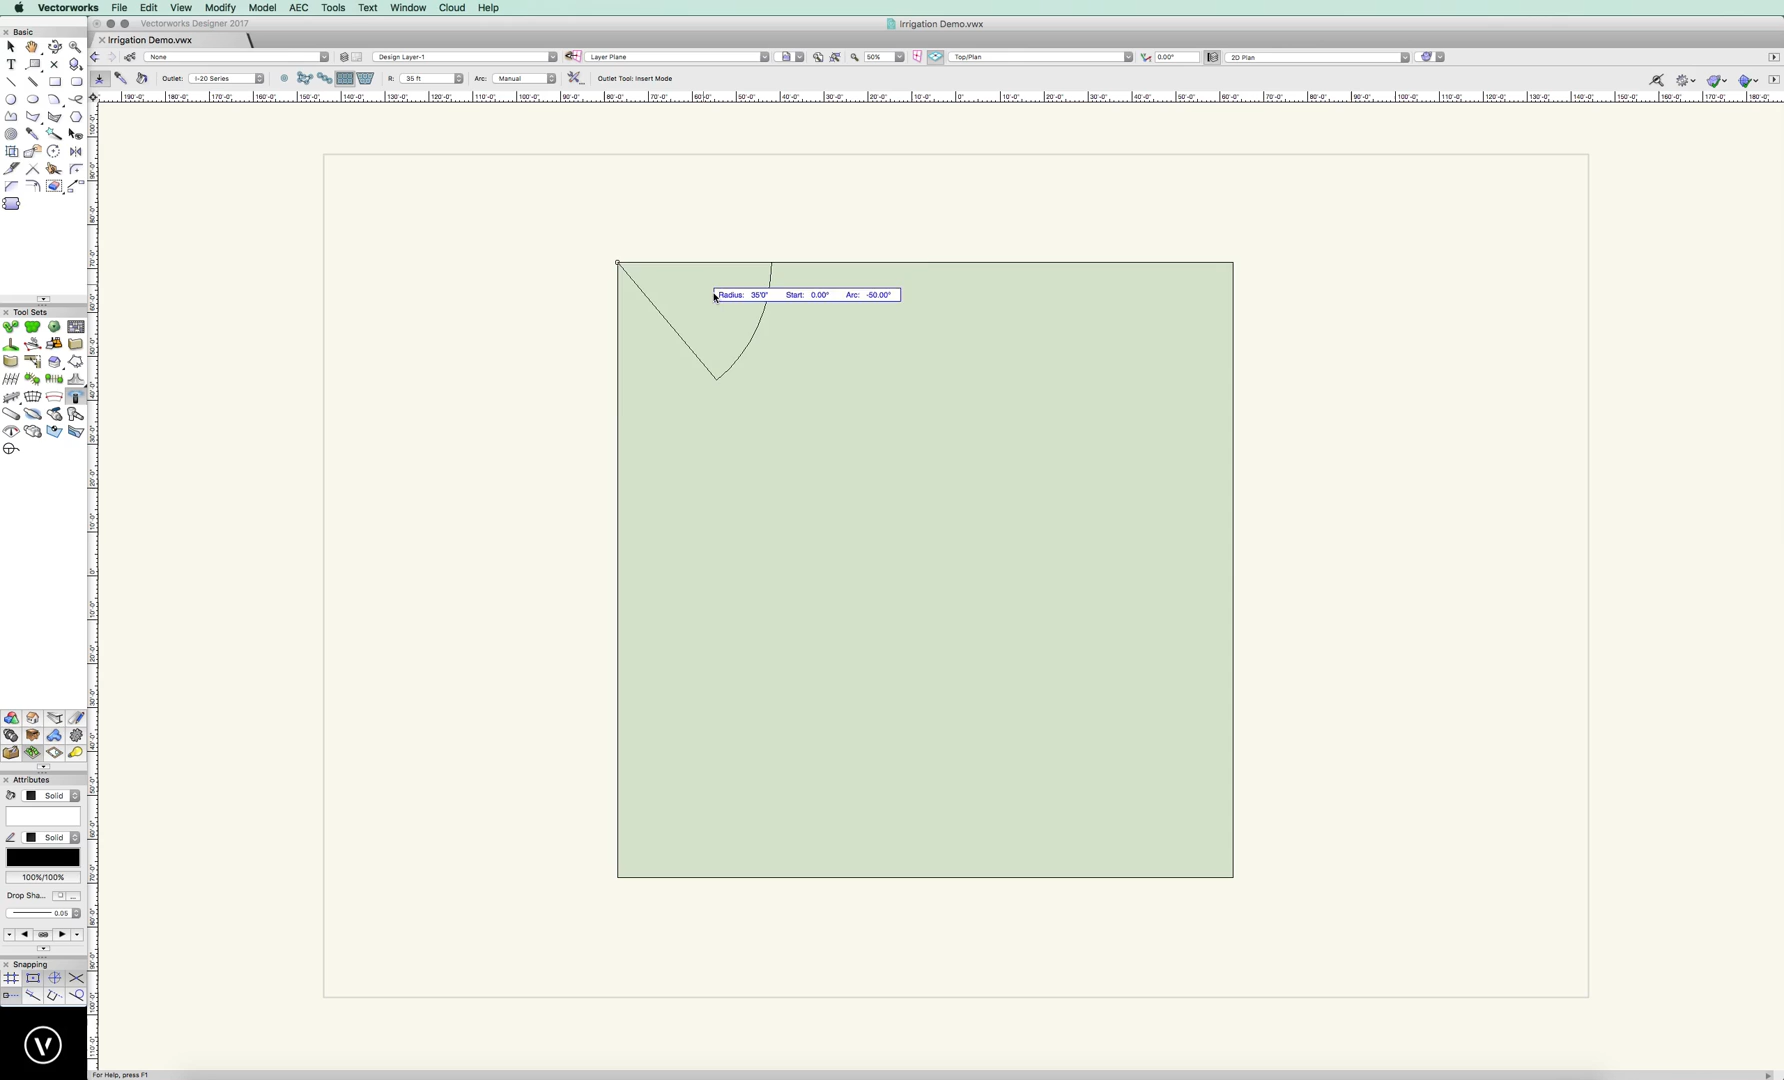 Vectorworks File Edit View Modify Model AEC Tools Text Window Cloud Help
Vectorworks Designer 2017 Irrigation Demo.vwx
Irrigation Demo.vwx
None Design Layer-1 Layer Plane 50% Top/Plan 0.00° 2D Plan
Outlet: I-20 Series R: 35 ft Arc: Manual Outlet Tool: Insert Mode
Basic
Radius: 35'0" Start: 0.00° Arc: -50.00°
Tool Sets
Attributes
Solid
Solid
100%/100%
Drop Sha... ...
0.05
Snapping
For Help, press F1